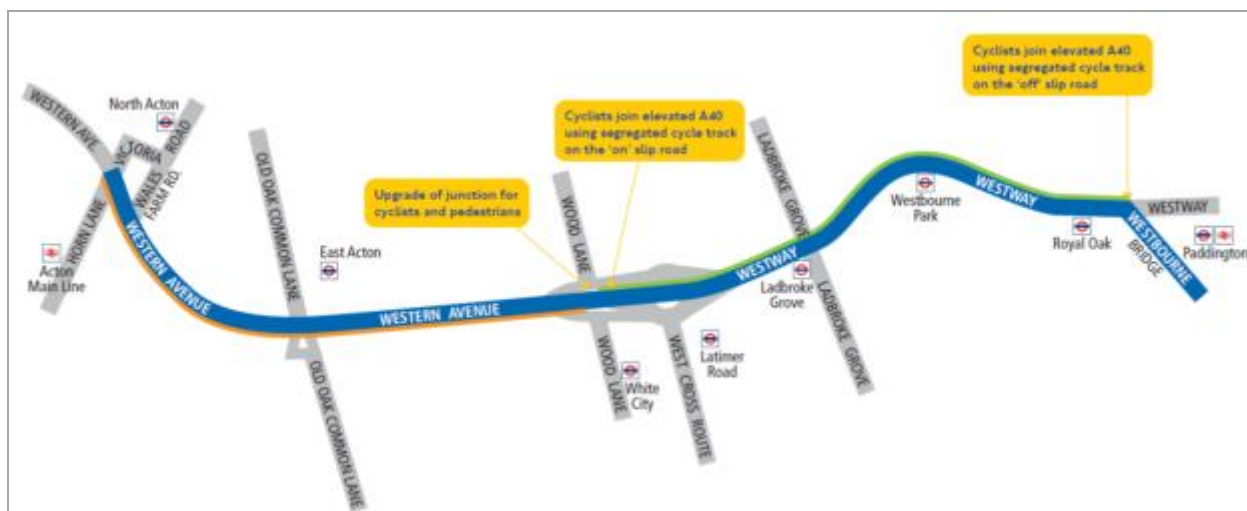 Cyclists join elevated A40
using segregated cycle track
on the 'off' slip road
WESTERN AVE
North Acton
VICTORIA
ROAD
WALES
FARM RD.
HORN LANE
Acton
Main Line
WESTERN AVENUE
OLD OAK COMMON LANE
East Acton
OLD OAK COMMON LANE
WESTERN AVENUE
Upgrade of junction for
cyclists and pedestrians
Cyclists join elevated A40
using segregated cycle track
on the 'on' slip road
WOOD LANE
WOOD LANE
White
City
WEST CROSS ROUTE
Latimer
Road
WESTWAY
LADBROKE GROVE
Ladbroke
Grove
LADBROKE GROVE
Westbourne
Park
WESTWAY
Royal Oak
WESTWAY
WESTBOURNE
BRIDGE
Paddington